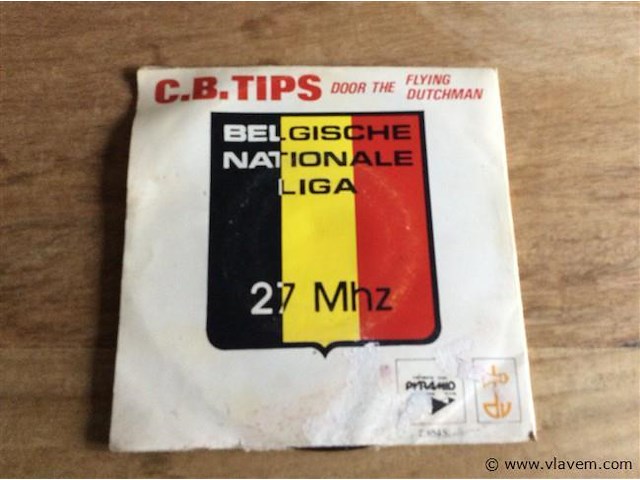 C.B.TIPS DOOR THE FLYING DUTCHMAN
BELGISCHE
NATIONALE
LIGA
27 Mhz
PYRAMID
© www.vlavem.com